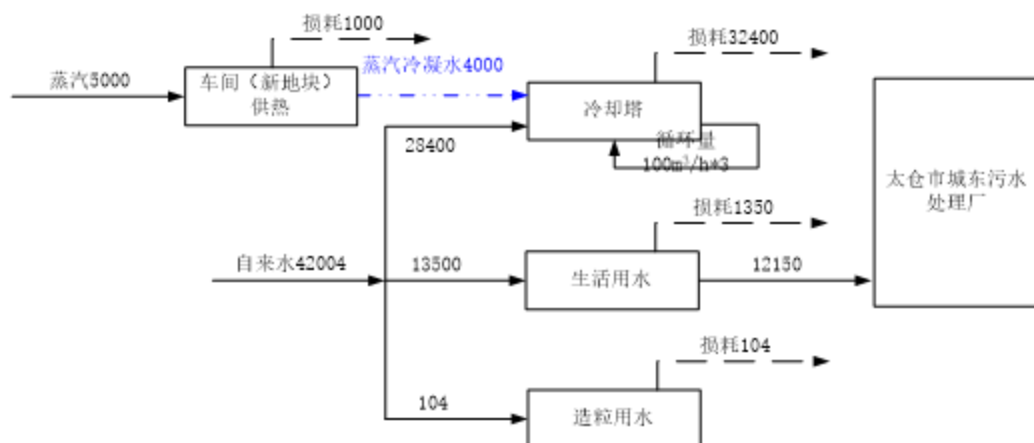 损耗1000
损耗32400
蒸汽冷凝水4000
蒸汽5000
车间（新地块）
供热
冷却塔
28400
循环量
100m³/h*3
太仓市城东污水
处理厂
损耗1350
自来水42004
13500
生活用水
12150
损耗104
104
造粒用水